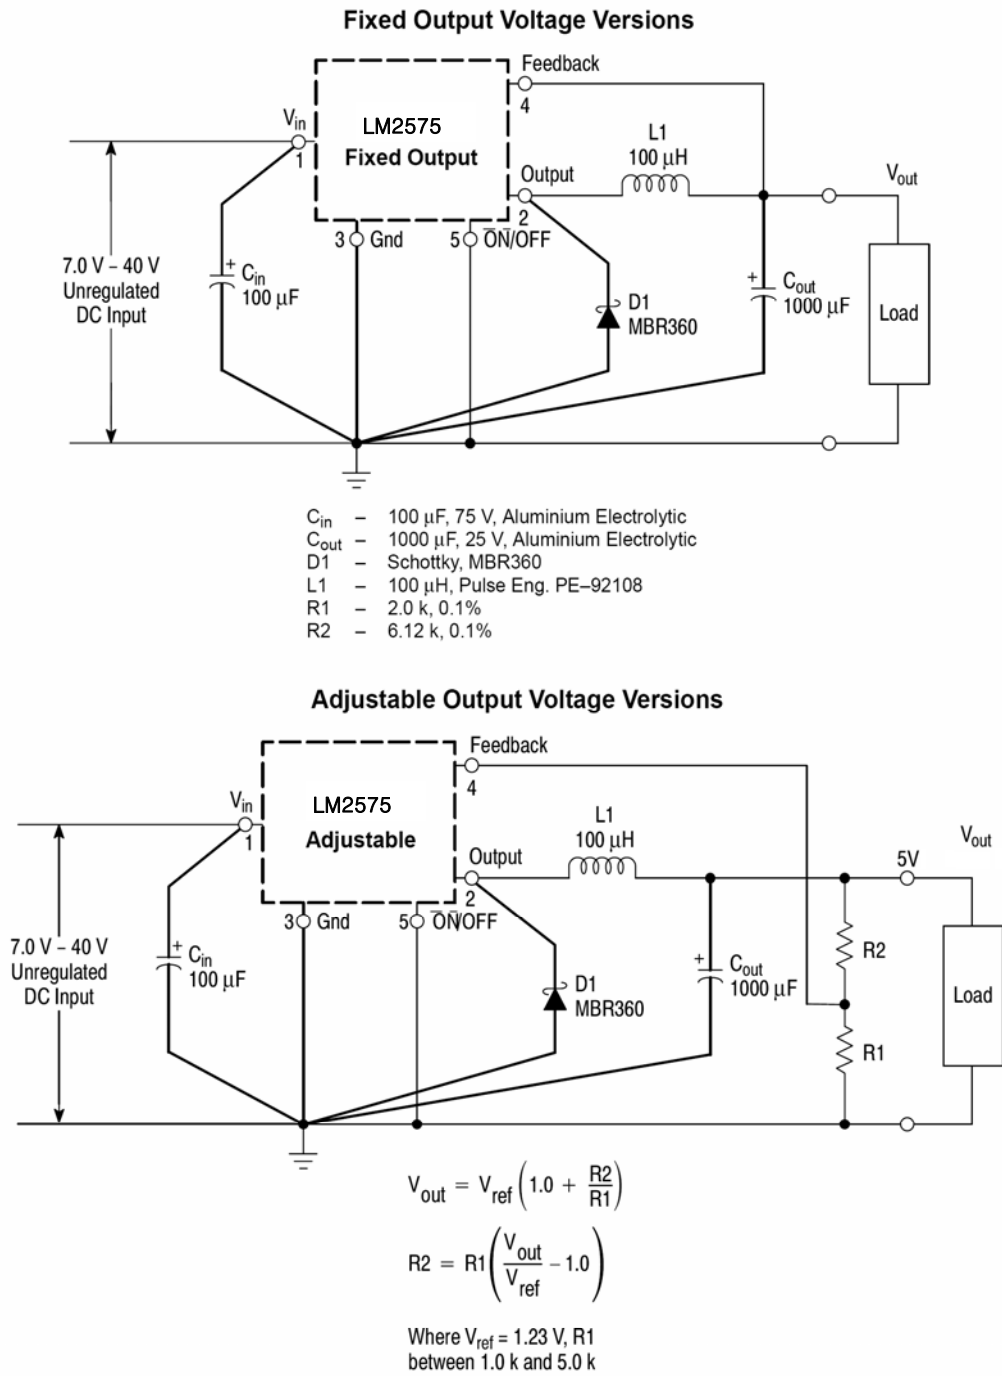 Fixed Output Voltage Versions
Feedback
4
Vin
1
LM2575
Fixed Output
L1
100 μH
Output
2
Vout
3 Gnd
5 ON/OFF
7.0 V – 40 V
Unregulated
DC Input
+ Cin
100 μF
D1
MBR360
+ Cout
1000 μF
Load
Cin – 100 μF, 75 V, Aluminium Electrolytic
Cout – 1000 μF, 25 V, Aluminium Electrolytic
D1 – Schottky, MBR360
L1 – 100 μH, Pulse Eng. PE–92108
R1 – 2.0 k, 0.1%
R2 – 6.12 k, 0.1%
Adjustable Output Voltage Versions
Feedback
4
Vin
1
LM2575
Adjustable
L1
100 μH
Output
2
Vout
5V
3 Gnd
5 ON/OFF
7.0 V – 40 V
Unregulated
DC Input
+ Cin
100 μF
D1
MBR360
+ Cout
1000 μF
R2
R1
Load
Vout = Vref (1.0 + R2/R1)
R2 = R1 (Vout/Vref – 1.0)
Where Vref = 1.23 V, R1
between 1.0 k and 5.0 k